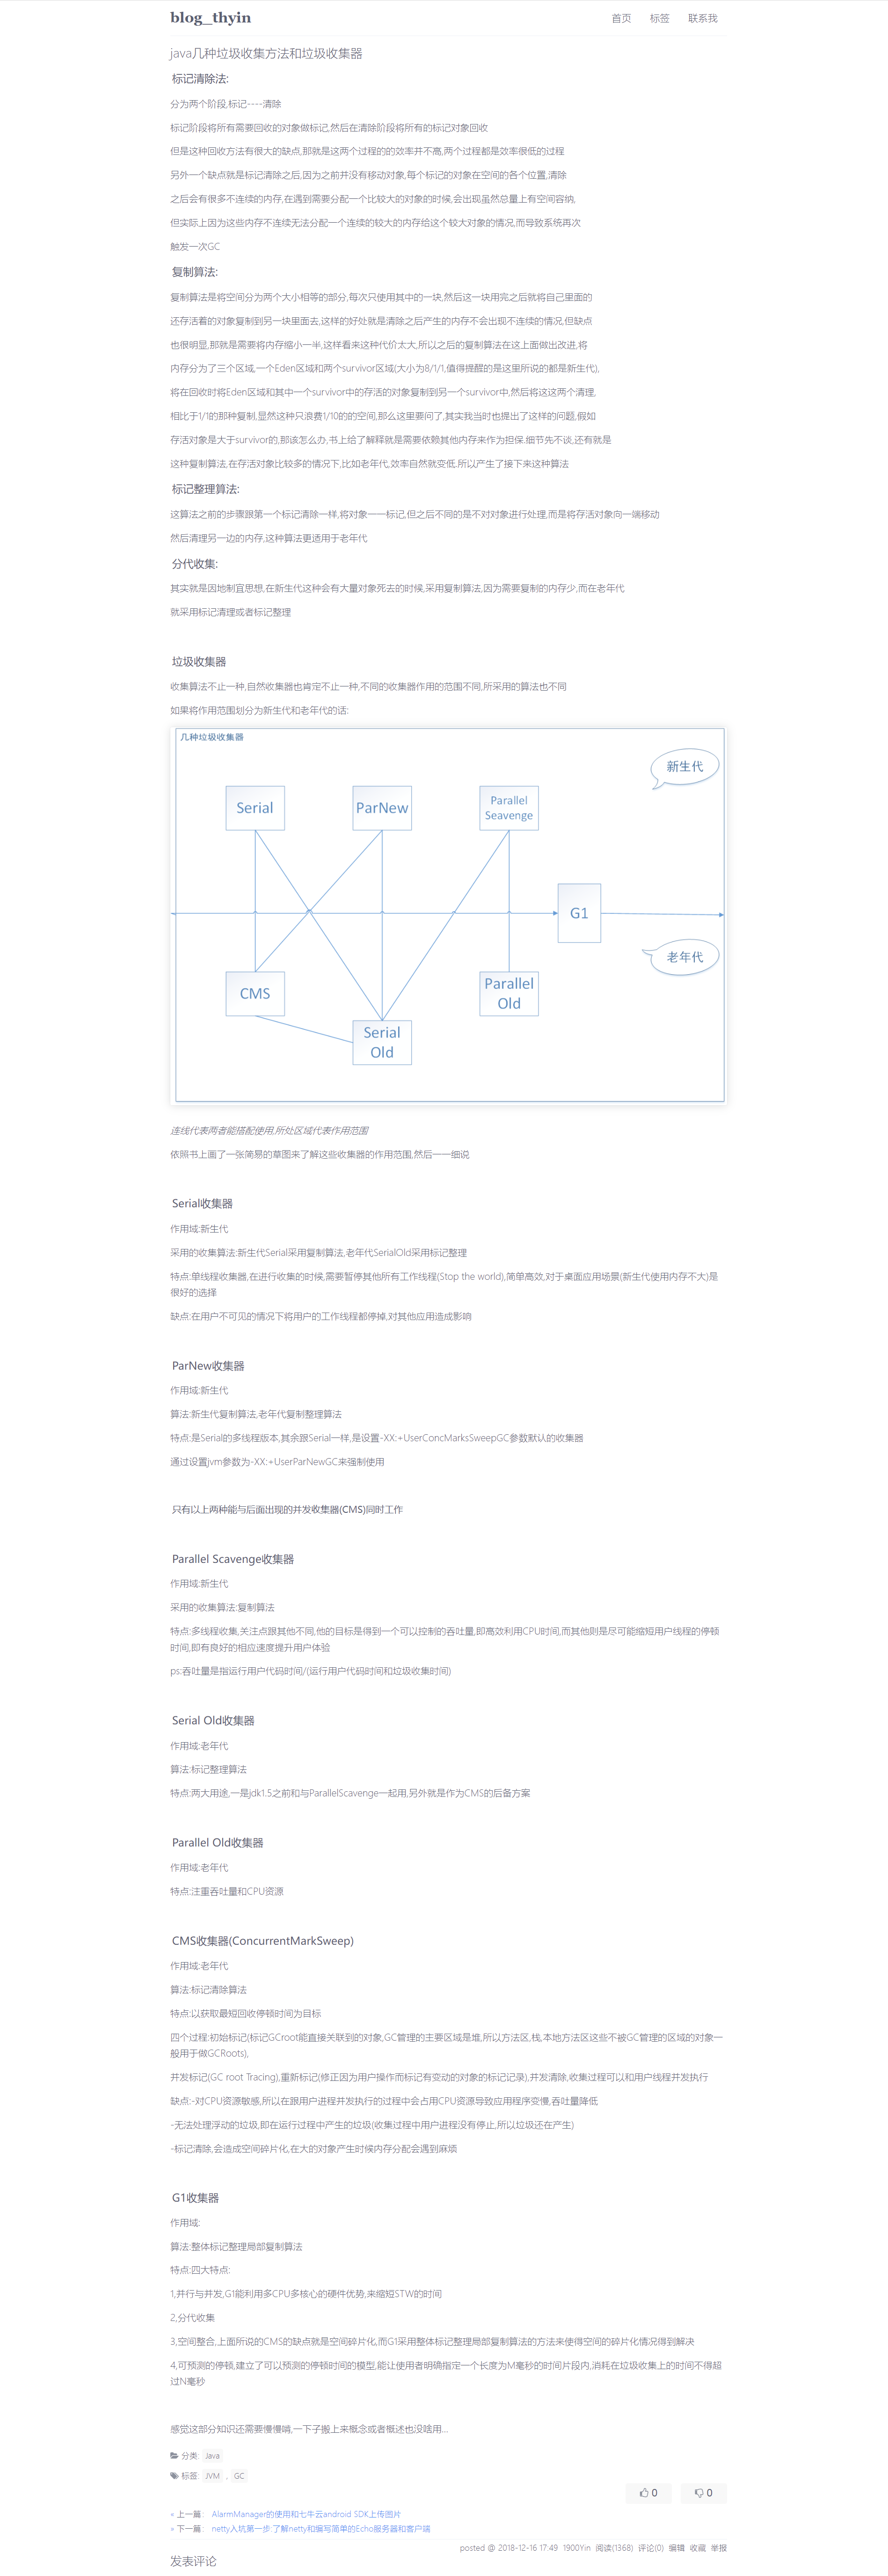 blog_thyin
首页 标签 联系我
java几种垃圾收集方法和垃圾收集器
标记清除法:
分为两个阶段,标记----清除
标记阶段将所有需要回收的对象做标记,然后在清除阶段将所有的标记对象回收
但是这种回收方法有很大的缺点,那就是这两个过程的的效率并不高,两个过程都是效率很低的过程
另外一个缺点就是标记清除之后,因为之前并没有移动对象,每个标记的对象在空间的各个位置,清除
之后会有很多不连续的内存,在遇到需要分配一个比较大的对象的时候,会出现虽然总量上有空间容纳,
但实际上因为这些内存不连续无法分配一个连续的较大的内存给这个较大对象的情况,而导致系统再次
触发一次GC
复制算法:
复制算法是将空间分为两个大小相等的部分,每次只使用其中的一块,然后这一块用完之后就将自己里面的
还存活着的对象复制到另一块里面去,这样的好处就是清除之后产生的内存不会出现不连续的情况,但缺点
也很明显,那就是需要将内存缩小一半,这样看来这种代价太大,所以之后的复制算法在这上面做出改进,将
内存分为了三个区域,一个Eden区域和两个survivor区域(大小为8/1/1,值得提醒的是这里所说的都是新生代),
将在回收时将Eden区域和其中一个survivor中的存活的对象复制到另一个survivor中,然后将这这两个清理,
相比于1/1的那种复制,显然这种只浪费1/10的的空间,那么这里要问了,其实我当时也提出了这样的问题,假如
存活对象是大于survivor的,那该怎么办,书上给了解释就是需要依赖其他内存来作为担保.细节先不谈,还有就是
这种复制算法,在存活对象比较多的情况下,比如老年代,效率自然就变低.所以产生了接下来这种算法
标记整理算法:
这算法之前的步骤跟第一个标记清除一样,将对象一一标记,但之后不同的是不对对象进行处理,而是将存活对象向一端移动
然后清理另一边的内存,这种算法更适用于老年代
分代收集:
其实就是因地制宜思想,在新生代这种会有大量对象死去的时候,采用复制算法,因为需要复制的内存少,而在老年代
就采用标记清理或者标记整理
垃圾收集器
收集算法不止一种,自然收集器也肯定不止一种,不同的收集器作用的范围不同,所采用的算法也不同
如果将作用范围划分为新生代和老年代的话:
几种垃圾收集器
新生代
Serial
ParNew
Parallel
Seavenge
G1
老年代
CMS
Parallel
Old
Serial
Old
连线代表两者能搭配使用,所处区域代表作用范围
依照书上画了一张简易的草图来了解这些收集器的作用范围,然后一一细说
Serial收集器
作用域:新生代
采用的收集算法:新生代Serial采用复制算法,老年代SerialOld采用标记整理
特点:单线程收集器,在进行收集的时候,需要暂停其他所有工作线程(Stop the world),简单高效,对于桌面应用场景(新生代使用内存不大)是
很好的选择
缺点:在用户不可见的情况下将用户的工作线程都停掉,对其他应用造成影响
ParNew收集器
作用域:新生代
算法:新生代复制算法,老年代复制整理算法
特点:是Serial的多线程版本,其余跟Serial一样,是设置-XX:+UserConcMarksSweepGC参数默认的收集器
通过设置jvm参数为-XX:+UserParNewGC来强制使用
只有以上两种能与后面出现的并发收集器(CMS)同时工作
Parallel Scavenge收集器
作用域:新生代
采用的收集算法:复制算法
特点:多线程收集,关注点跟其他不同,他的目标是得到一个可以控制的吞吐量,即高效利用CPU时间,而其他则是尽可能缩短用户线程的停顿
时间,即有良好的相应速度提升用户体验
ps:吞吐量是指运行用户代码时间/(运行用户代码时间和垃圾收集时间)
Serial Old收集器
作用域:老年代
算法:标记整理算法
特点:两大用途,一是jdk1.5之前和与ParallelScavenge一起用,另外就是作为CMS的后备方案
Parallel Old收集器
作用域:老年代
特点:注重吞吐量和CPU资源
CMS收集器(ConcurrentMarkSweep)
作用域:老年代
算法:标记清除算法
特点:以获取最短回收停顿时间为目标
四个过程:初始标记(标记GCroot能直接关联到的对象,GC管理的主要区域是堆,所以方法区,栈,本地方法区这些不被GC管理的区域的对象一
般用于做GCRoots),
并发标记(GC root Tracing),重新标记(修正因为用户操作而标记有变动的对象的标记记录),并发清除,收集过程可以和用户线程并发执行
缺点:-对CPU资源敏感,所以在跟用户进程并发执行的过程中会占用CPU资源导致应用程序变慢,吞吐量降低
-无法处理浮动的垃圾,即在运行过程中产生的垃圾(收集过程中用户进程没有停止,所以垃圾还在产生)
-标记清除,会造成空间碎片化,在大的对象产生时候内存分配会遇到麻烦
G1收集器
作用域:
算法:整体标记整理局部复制算法
特点:四大特点:
1,并行与并发,G1能利用多CPU多核心的硬件优势,来缩短STW的时间
2,分代收集
3,空间整合,上面所说的CMS的缺点就是空间碎片化,而G1采用整体标记整理局部复制算法的方法来使得空间的碎片化情况得到解决
4,可预测的停顿,建立了可以预测的停顿时间的模型,能让使用者明确指定一个长度为M毫秒的时间片段内,消耗在垃圾收集上的时间不得超
过N毫秒
感觉这部分知识还需要慢慢啃,一下子搬上来概念或者概述也没啥用...
分类: Java
标签: JVM , GC
0 0
« 上一篇： AlarmManager的使用和七牛云android SDK上传图片
» 下一篇： netty入坑第一步:了解netty和编写简单的Echo服务器和客户端
posted @ 2018-12-16 17:49 1900Yin 阅读(1368) 评论(0) 编辑 收藏 举报
发表评论